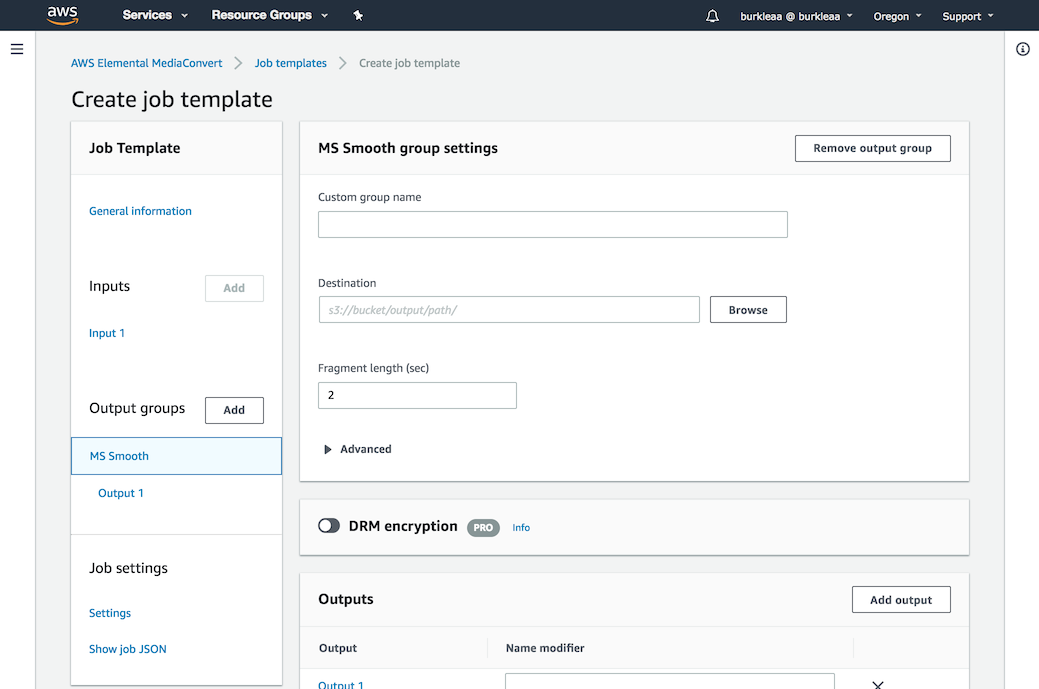 aws Services Resource Groups burkleaa @ burkleaa Oregon Support
AWS Elemental MediaConvert Job templates Create job template
Create job template
Job Template
General information
Inputs Add
Input 1
Output groups Add
MS Smooth
Output 1
Job settings
Settings
Show job JSON
MS Smooth group settings Remove output group
Custom group name
Destination
s3://bucket/output/path/ Browse
Fragment length (sec)
2
Advanced
DRM encryption PRO Info
Outputs Add output
Output Name modifier
Output 1